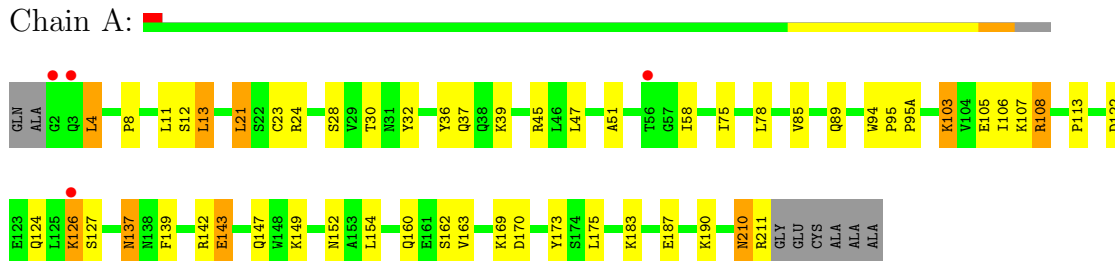 Chain A:
GLN ALA G2 Q3 L4 P8 L11 S12 L13 L21 S22 C23 R24 S28 V29 T30 N31 Y32 Y36 Q37 Q38 K39 R45 L46 L47 A51 T56 G57 I58 I75 L78 V85 Q89 W94 P95 P95A K103 V104 E105 I106 K107 R108 P113
E123 Q124 L125 K126 S127 N137 N138 F139 R142 E143 Q147 W148 K149 N152 A153 L154 Q160 E161 S162 V163 K169 D170 Y173 S174 L175 K183 E187 K190 N210 R211 GLY GLU CYS ALA ALA ALA